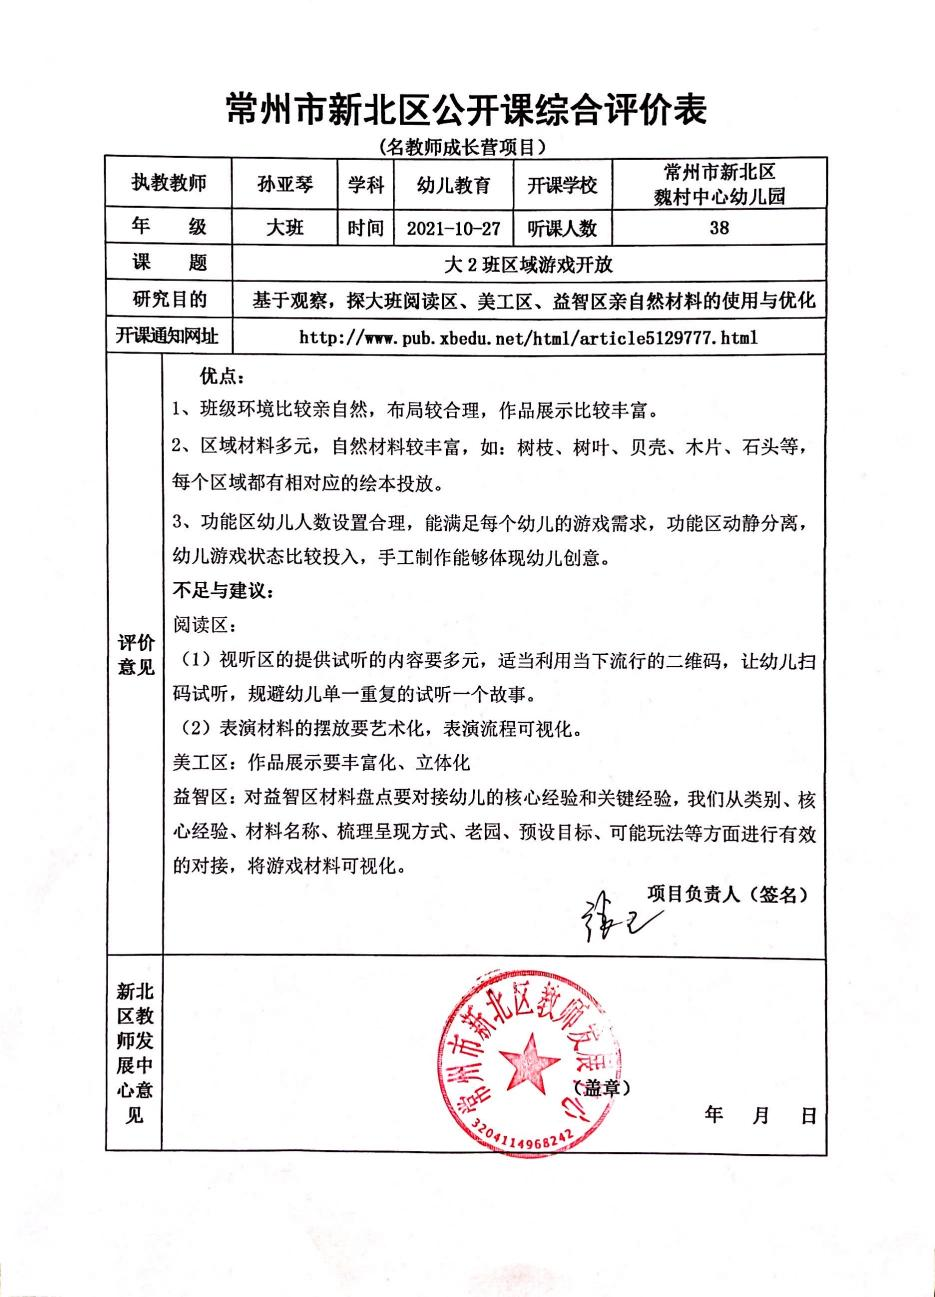 常州市新北区公开课综合评价表
(名教师成长营项目)
执教教师 孙亚琴 学科 幼儿教育 开课学校 常州市新北区
魏村中心幼儿园
年 级 大班 时间 2021-10-27 听课人数 38
课 题 大 2 班区域游戏开放
研究目的 基于观察，探大班阅读区、美工区、益智区亲自然材料的使用与优化
开课通知网址 http://www.pub.xbedu.net/html/article5129777.html
评价
意见
优点：
1、班级环境比较亲自然，布局较合理，作品展示比较丰富。
2、区域材料多元，自然材料较丰富，如：树枝、树叶、贝壳、木片、石头等，
每个区域都有相对应的绘本投放。
3、功能区幼儿人数设置合理，能满足每个幼儿的游戏需求，功能区动静分离，
幼儿游戏状态比较投入，手工制作能够体现幼儿创意。
不足与建议：
阅读区：
（1）视听区的提供试听的内容要多元，适当利用当下流行的二维码，让幼儿扫
码试听，规避幼儿单一重复的试听一个故事。
（2）表演材料的摆放要艺术化，表演流程可视化。
美工区：作品展示要丰富化、立体化
益智区：对益智区材料盘点要对接幼儿的核心经验和关键经验，我们从类别、核
心经验、材料名称、梳理呈现方式、老园、预设目标、可能玩法等方面进行有效
的对接，将游戏材料可视化。
项目负责人（签名）
新北
区教
师发
展中
心意
见
常州市新北区教师发展中心
3204114968242
（盖章）
年 月 日